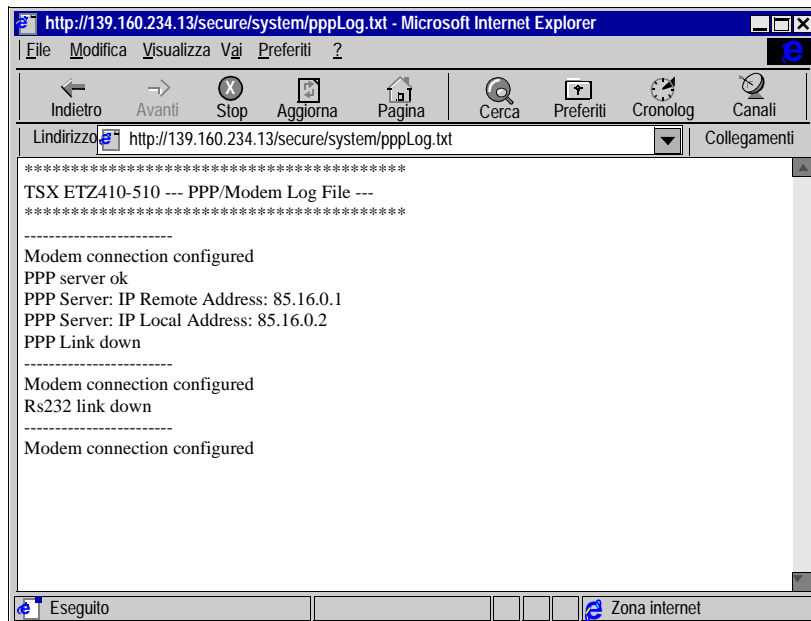 http://139.160.234.13/secure/system/pppLog.txt - Microsoft Internet Explorer
File Modifica Visualizza Vai Preferiti ?
Indietro Avanti Stop Aggiorna Pagina Cerca Preferiti Cronolog Canali
Lindirizzo http://139.160.234.13/secure/system/pppLog.txt Collegamenti
*****************************************
TSX ETZ410-510 --- PPP/Modem Log File ---
*****************************************
------------------------
Modem connection configured
PPP server ok
PPP Server: IP Remote Address: 85.16.0.1
PPP Server: IP Local Address: 85.16.0.2
PPP Link down
------------------------
Modem connection configured
Rs232 link down
------------------------
Modem connection configured
Eseguito Zona internet